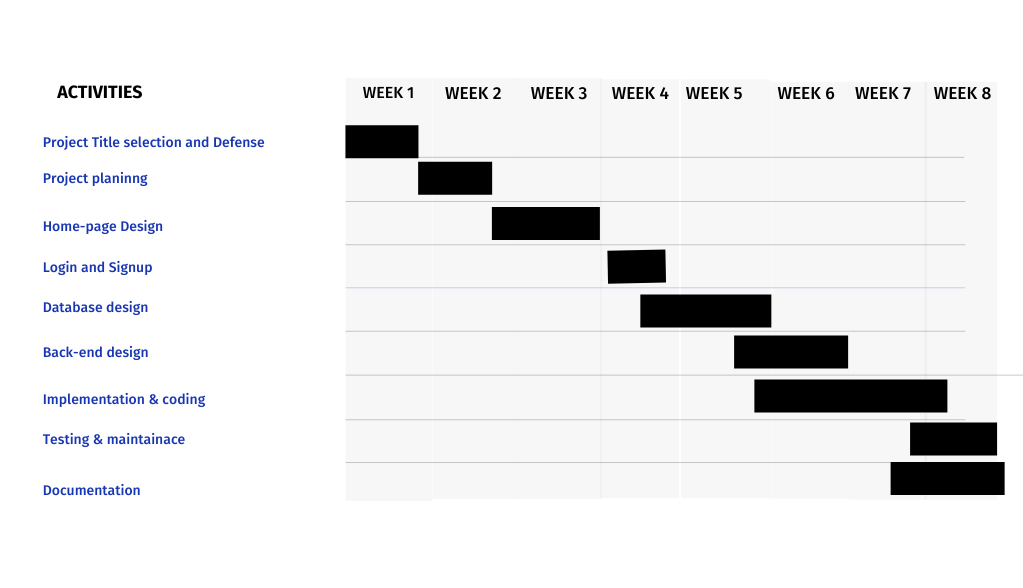 ACTIVITIES WEEK 1 WEEK 2 WEEK 3 WEEK 4 WEEK 5 WEEK 6 WEEK 7 WEEK 8
Project Title selection and Defense
Project planinng
Home-page Design
Login and Signup
Database design
Back-end design
Implementation & coding
Testing & maintainace
Documentation